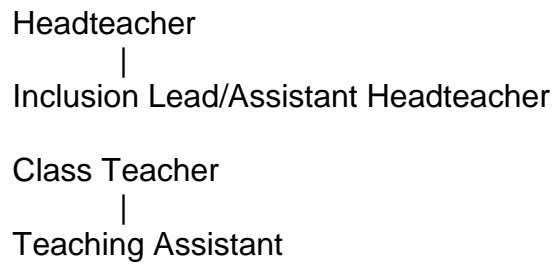 Headteacher
|
Inclusion Lead/Assistant Headteacher
Class Teacher
|
Teaching Assistant